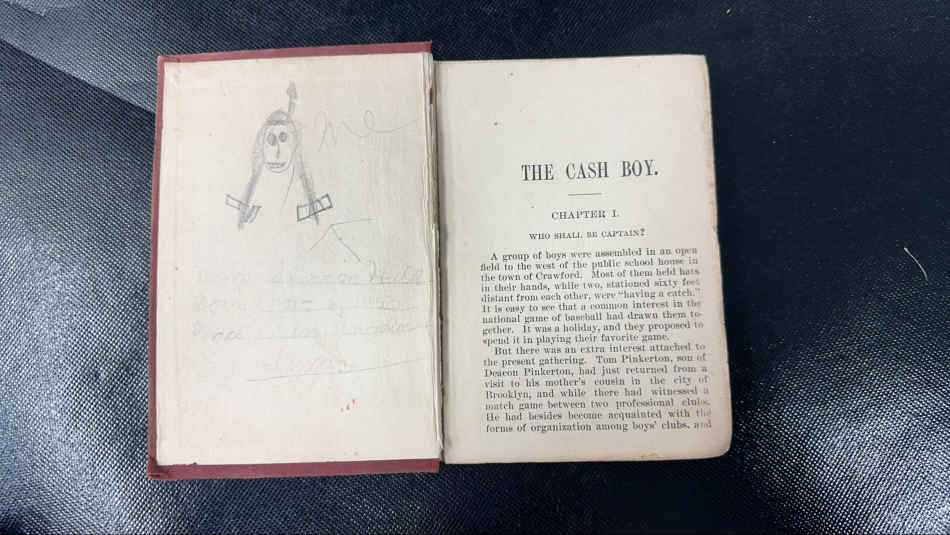 me
THE CASH BOY.
CHAPTER I.
WHO SHALL BE CAPTAIN?
A group of boys were assembled in an open
field to the west of the public school house in
the town of Crawford. Most of them held bats
in their hands, while two, stationed sixty feet
distant from each other, were “having a catch.”
It is easy to see that a common interest in the
national game of baseball had drawn them to-
gether. It was a holiday, and they proposed to
spend it in playing their favorite game.
But there was an extra interest attached to
the present gathering. Tom Pinkerton, son of
Deacon Pinkerton, had just returned from a
visit to his mother's cousin in the city of
Brooklyn, and while there had witnessed a
match game between two professional clubs.
He had besides become acquainted with the
forms of organization among boys' clubs, and